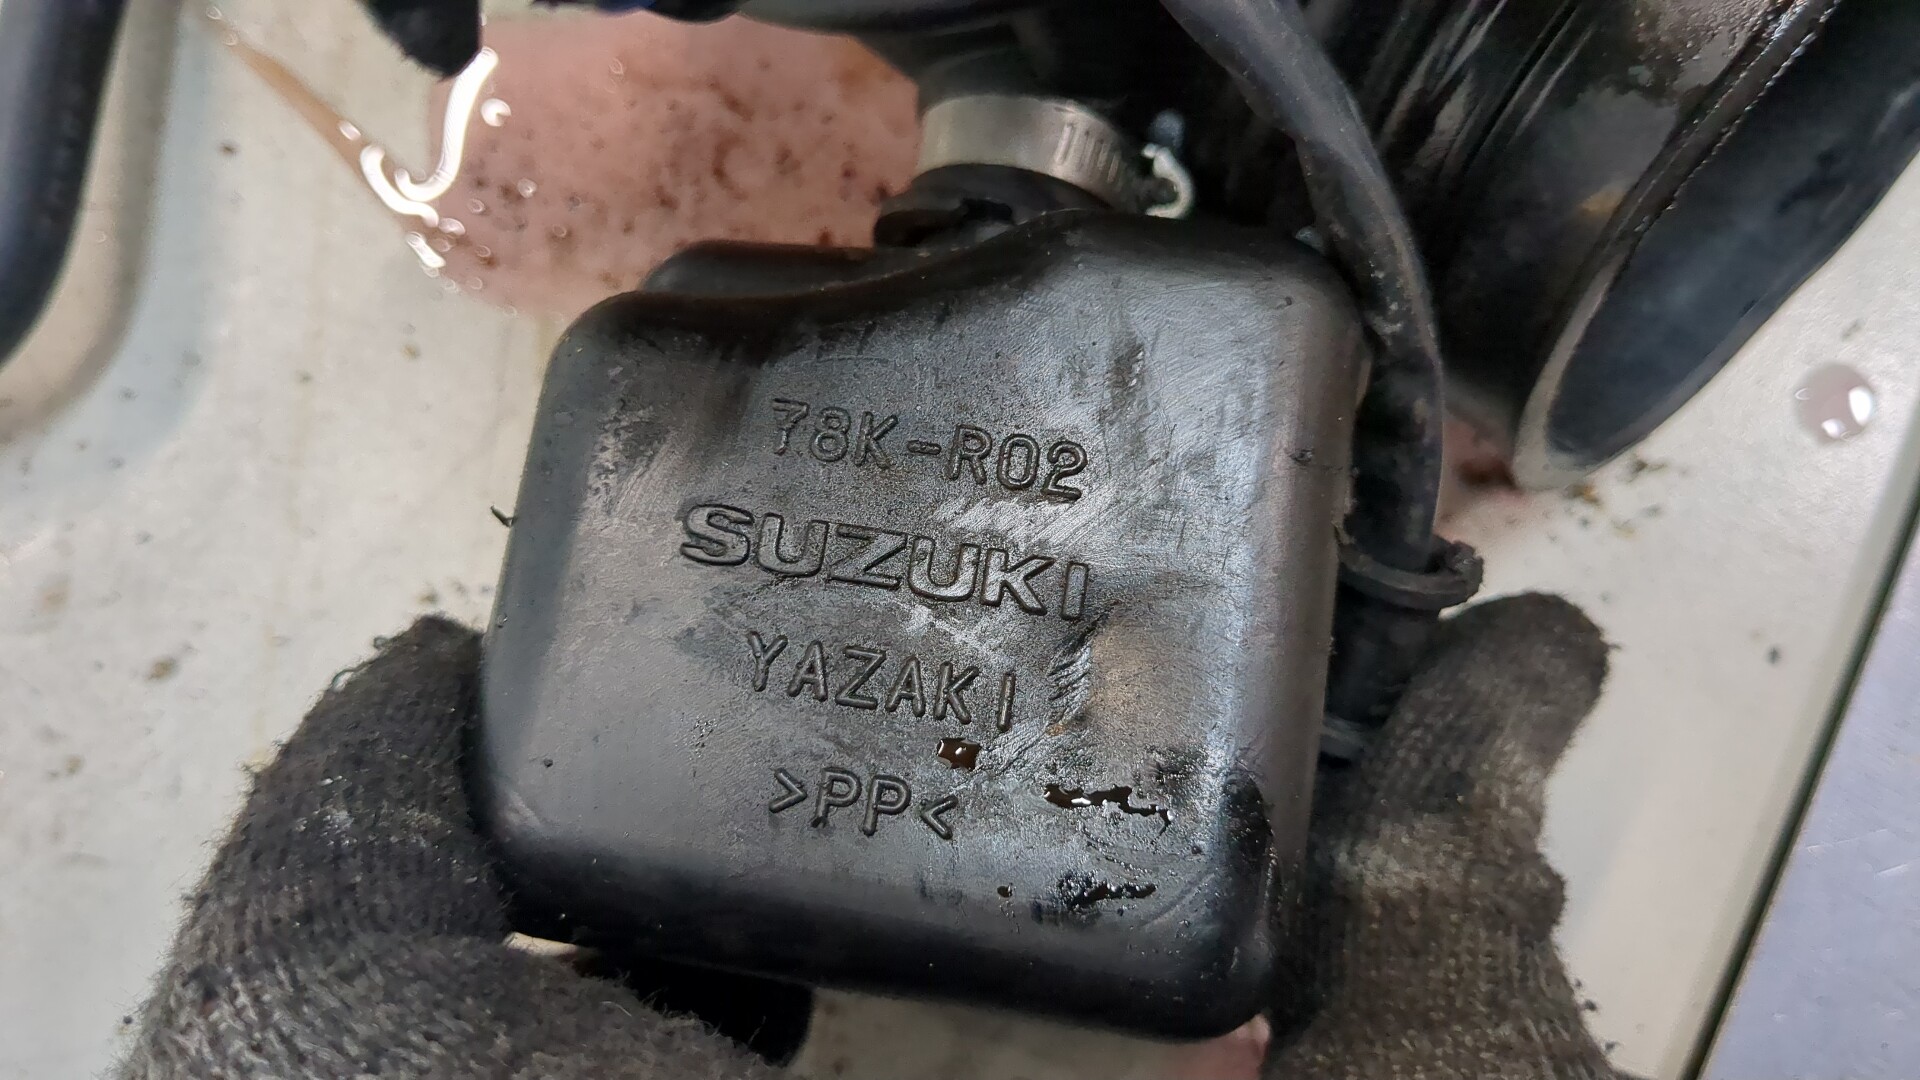 78K-R02
SUZUKI
YAZAKI
>PP<